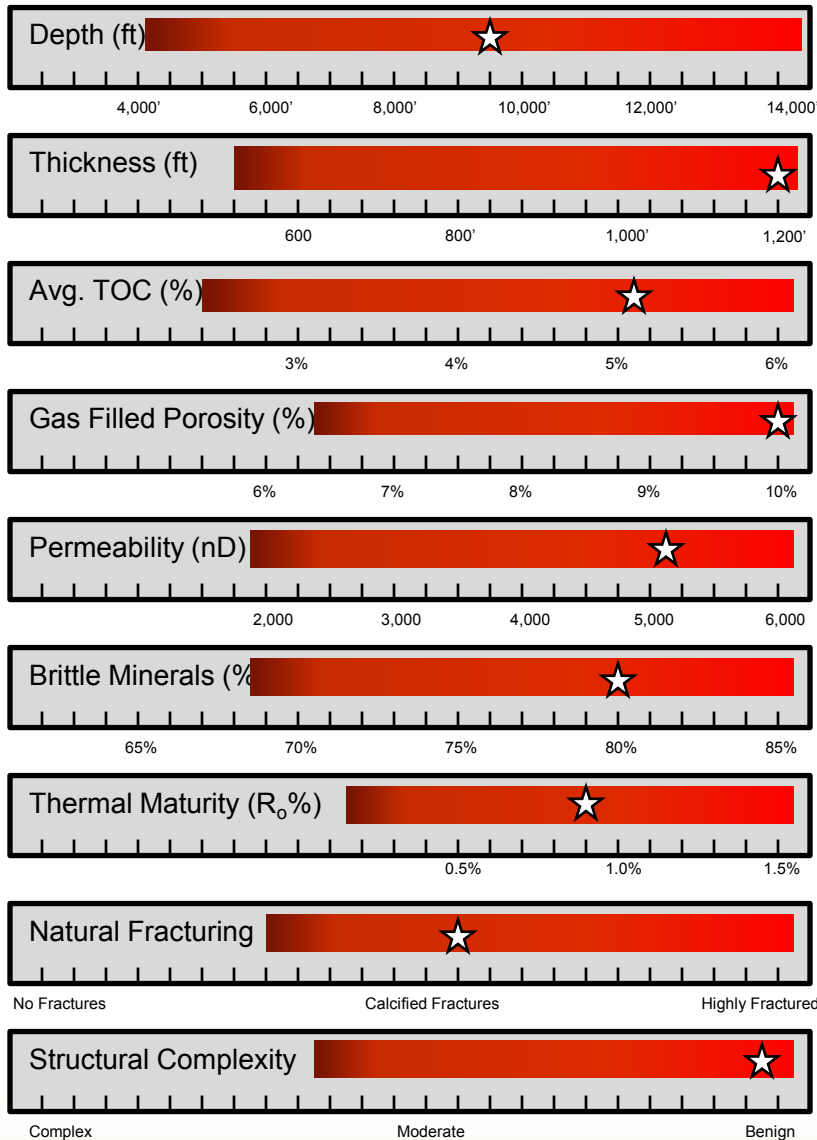 Depth (ft)
4,000’ 6,000’ 8,000’ 10,000’ 12,000’ 14,000’
Thickness (ft)
600 800’ 1,000’ 1,200’
Avg. TOC (%)
3% 4% 5% 6%
Gas Filled Porosity (%)
6% 7% 8% 9% 10%
Permeability (nD)
2,000 3,000 4,000 5,000 6,000
Brittle Minerals (%
65% 70% 75% 80% 85%
Thermal Maturity (Rₒ%)
0.5% 1.0% 1.5%
Natural Fracturing
No Fractures Calcified Fractures Highly Fractured
Structural Complexity
Complex Moderate Benign